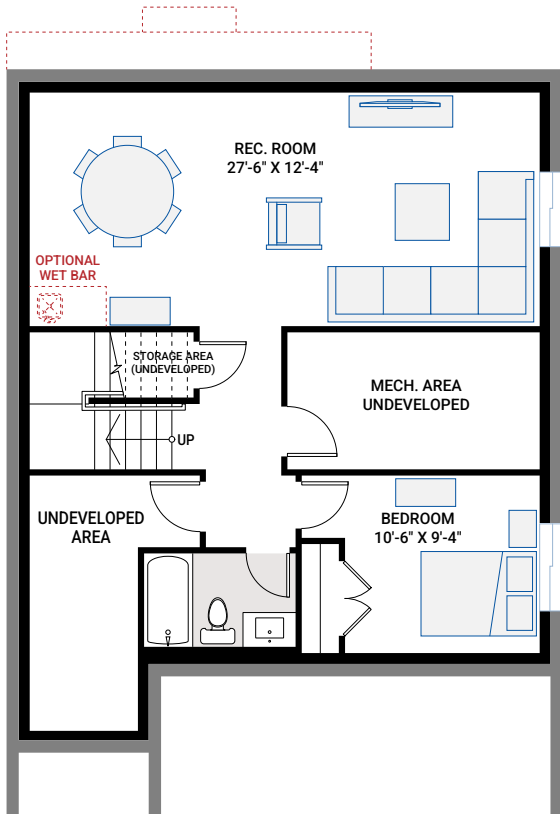 REC. ROOM
27'-6" X 12'-4"
OPTIONAL
WET BAR
STORAGE AREA
(UNDEVELOPED)
MECH. AREA
UNDEVELOPED
UP
UNDEVELOPED
AREA
BEDROOM
10'-6" X 9'-4"